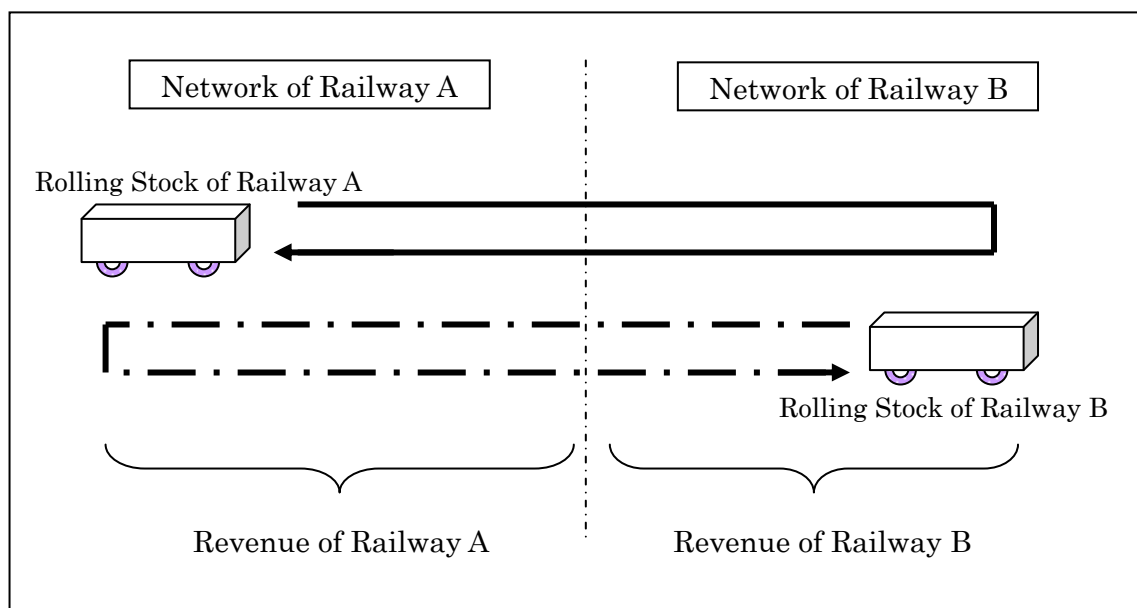 Network of Railway A
Network of Railway B
Rolling Stock of Railway A
Rolling Stock of Railway B
Revenue of Railway A
Revenue of Railway B